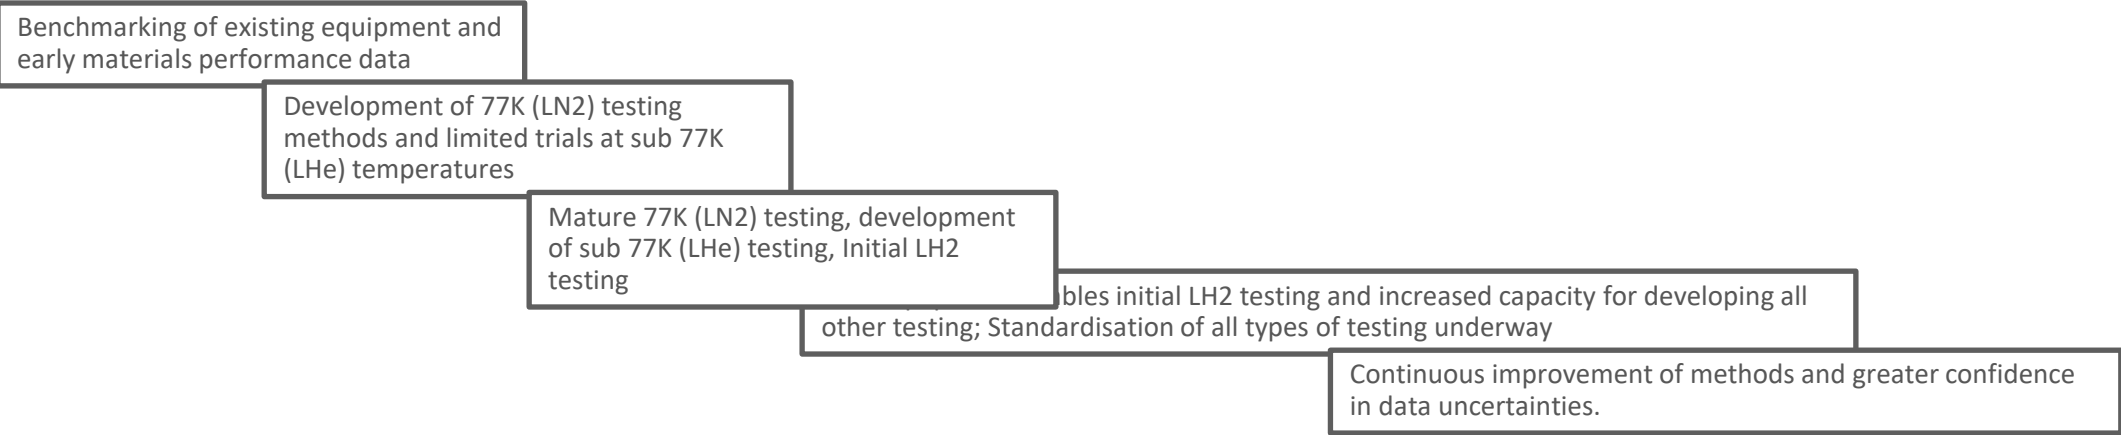 Benchmarking of existing equipment and
early materials performance data
Development of 77K (LN2) testing
methods and limited trials at sub 77K
(LHe) temperatures
Mature 77K (LN2) testing, development
of sub 77K (LHe) testing, Initial LH2
testing
initial LH2 testing and increased capacity for developing all
other testing; Standardisation of all types of testing underway
Continuous improvement of methods and greater confidence
in data uncertainties.